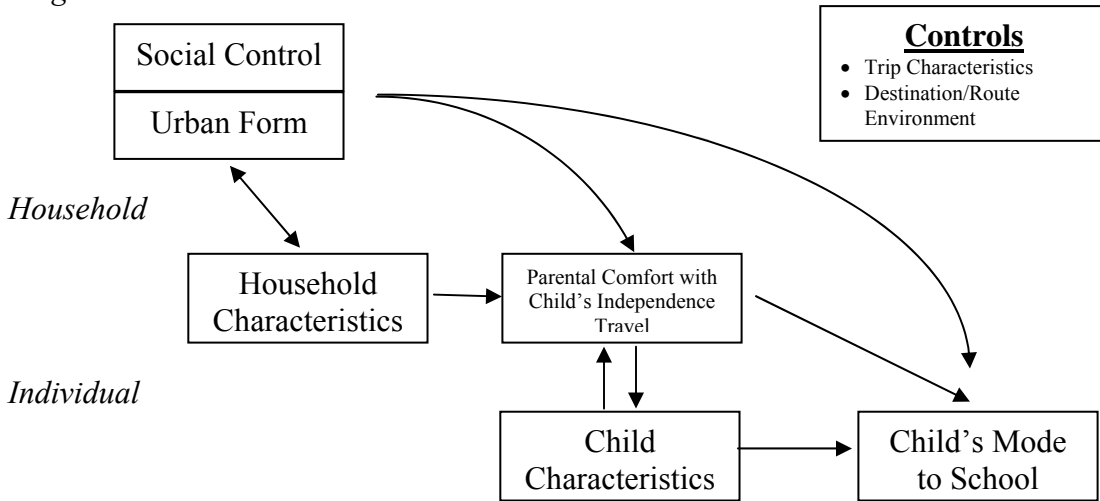 Social Control
Urban Form
Controls
• Trip Characteristics
• Destination/Route
Environment
Household
Household
Characteristics
Parental Comfort with
Child’s Independence
Travel
Individual
Child
Characteristics
Child’s Mode
to School